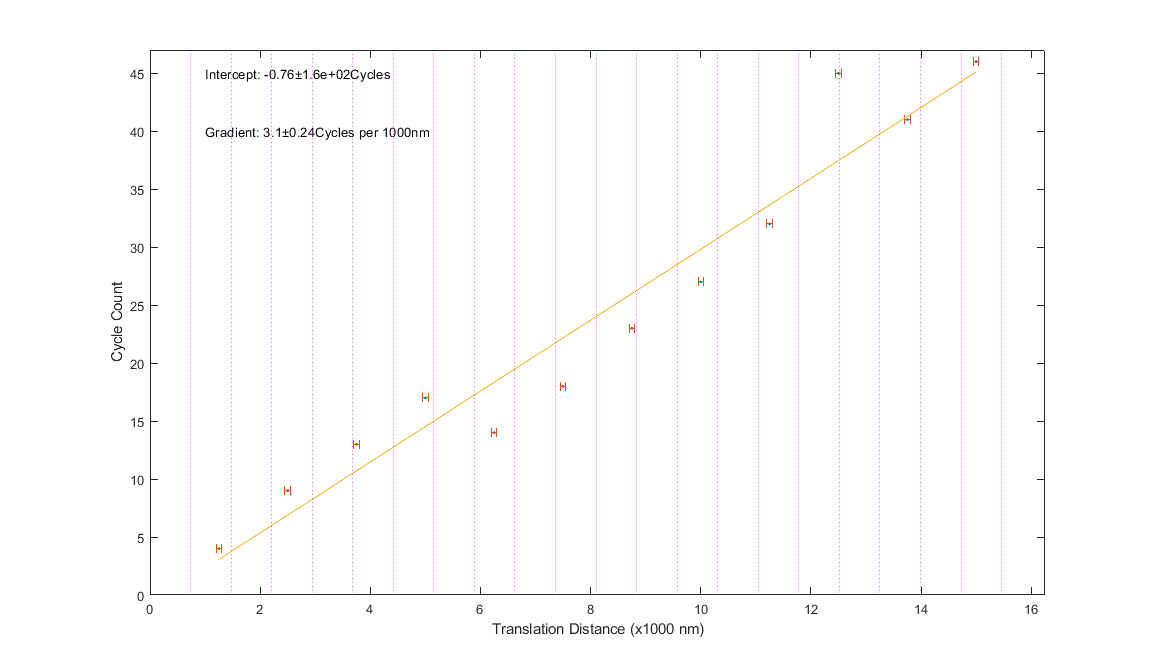 45
40
35
30
25
20
15
10
5
0
Intercept: -0.76±1.6e+02Cycles
Gradient: 3.1±0.24Cycles per 1000nm
Cycle Count
0 2 4 6 8 10 12 14 16
Translation Distance (x1000 nm)